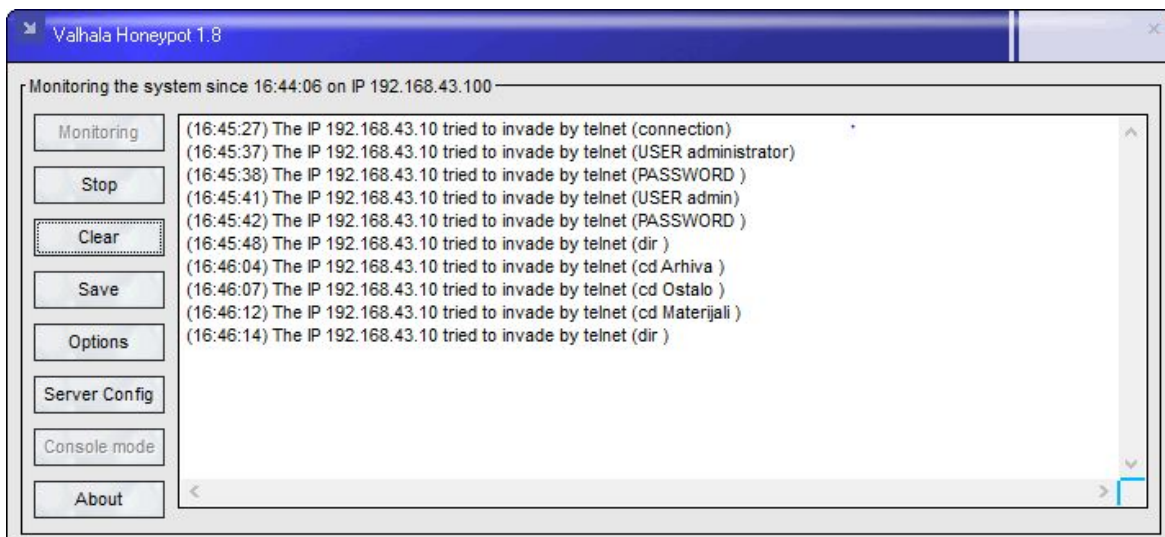 Valhala Honeypot 1.8
Monitoring the system since 16:44:06 on IP 192.168.43.100
Monitoring
Stop
Clear
Save
Options
Server Config
Console mode
About
(16:45:27) The IP 192.168.43.10 tried to invade by telnet (connection)
(16:45:37) The IP 192.168.43.10 tried to invade by telnet (USER administrator)
(16:45:38) The IP 192.168.43.10 tried to invade by telnet (PASSWORD )
(16:45:41) The IP 192.168.43.10 tried to invade by telnet (USER admin)
(16:45:42) The IP 192.168.43.10 tried to invade by telnet (PASSWORD )
(16:45:48) The IP 192.168.43.10 tried to invade by telnet (dir )
(16:46:04) The IP 192.168.43.10 tried to invade by telnet (cd Arhiva )
(16:46:07) The IP 192.168.43.10 tried to invade by telnet (cd Ostalo )
(16:46:12) The IP 192.168.43.10 tried to invade by telnet (cd Materijali )
(16:46:14) The IP 192.168.43.10 tried to invade by telnet (dir )